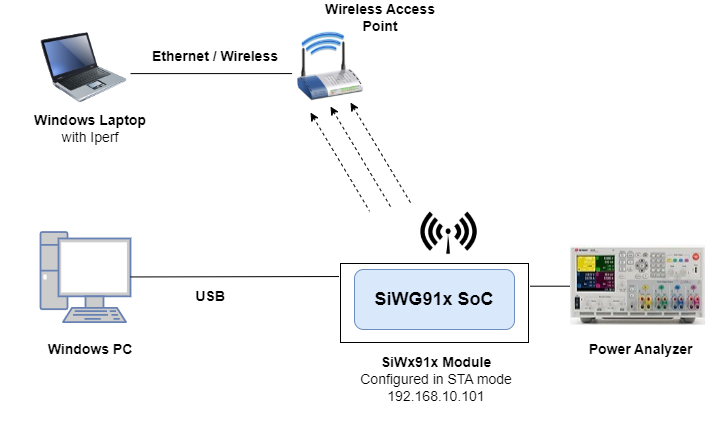 Wireless Access
Point
Ethernet / Wireless
Windows Laptop
with Iperf
SiWG91x SoC
USB
Windows PC
Power Analyzer
SiWx91x Module
Configured in STA mode
192.168.10.101